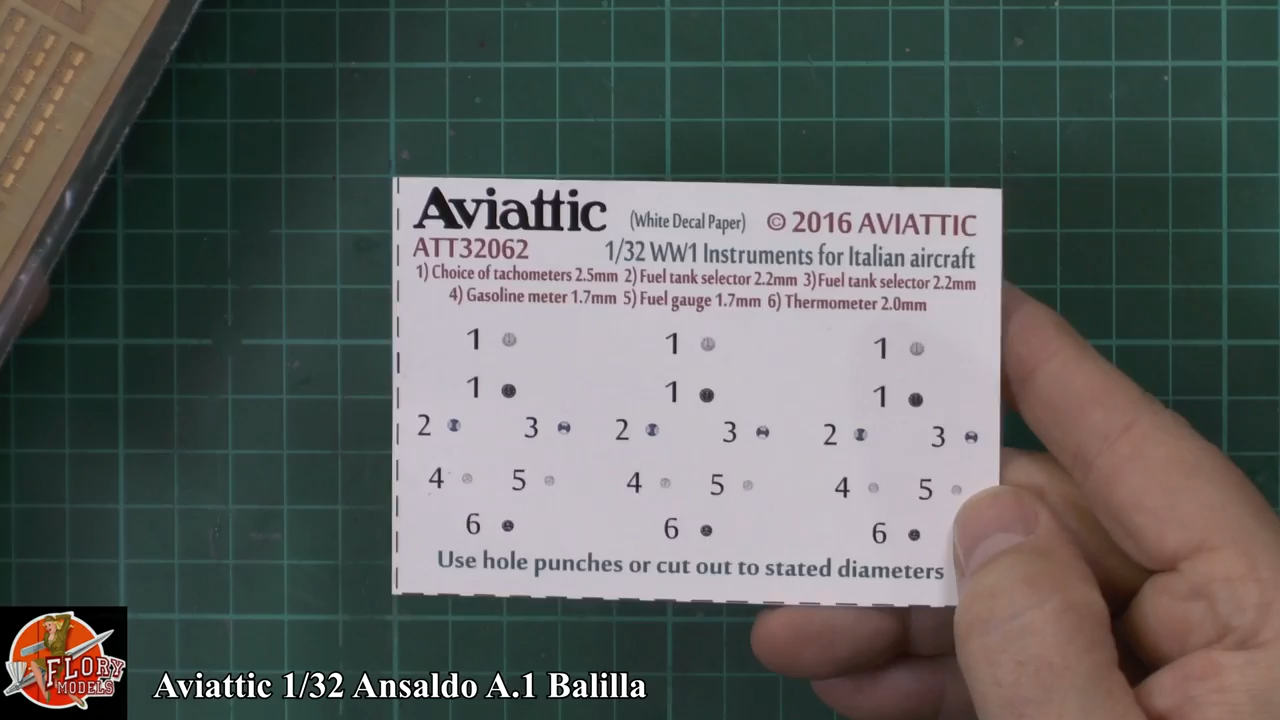 Aviattic (White Decal Paper) © 2016 AVIATTIC
ATT32062 1/32 WW1 Instruments for Italian aircraft
1) Choice of tachometers 2.5mm 2) Fuel tank selector 2.2mm 3)Fuel tank selector 2.2mm
4) Gasoline meter 1.7mm 5) Fuel gauge 1.7mm 6) Thermometer 2.0mm
1 1 1
1 1 1
2 3 2 3 2 3
4 5 4 5 4 5
6 6 6
Use hole punches or cut out to stated diameters
FLORY
MODELS
Aviattic 1/32 Ansaldo A.1 Balilla